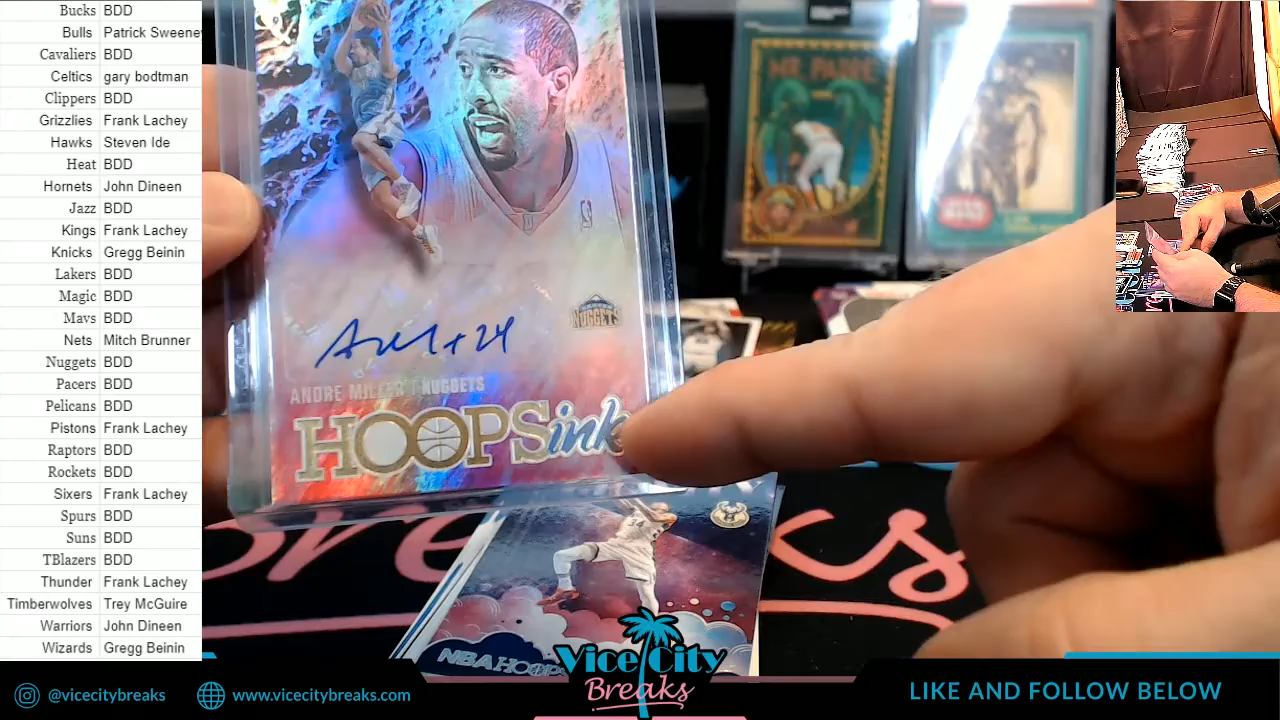 Bucks BDD
Bulls Patrick Sweene
Cavaliers BDD
Celtics gary bodtman
Clippers BDD
Grizzlies Frank Lachey
Hawks Steven Ide
Heat BDD
Hornets John Dineen
Jazz BDD
Kings Frank Lachey
Knicks Gregg Beinin
Lakers BDD
Magic BDD
Mavs BDD
Nets Mitch Brunner
Nuggets BDD
Pacers BDD
Pelicans BDD
Pistons Frank Lachey
Raptors BDD
Rockets BDD
Sixers Frank Lachey
Spurs BDD
Suns BDD
TBlazers BDD
Thunder Frank Lachey
Timberwolves Trey McGuire
Warriors John Dineen
Wizards Gregg Beinin
NUGGETS
ANDRE MILLER | NUGGETS
HOOPS ink
NBA HOOPS
Vice City
Breaks
@vicecitybreaks
www.vicecitybreaks.com
LIKE AND FOLLOW BELOW